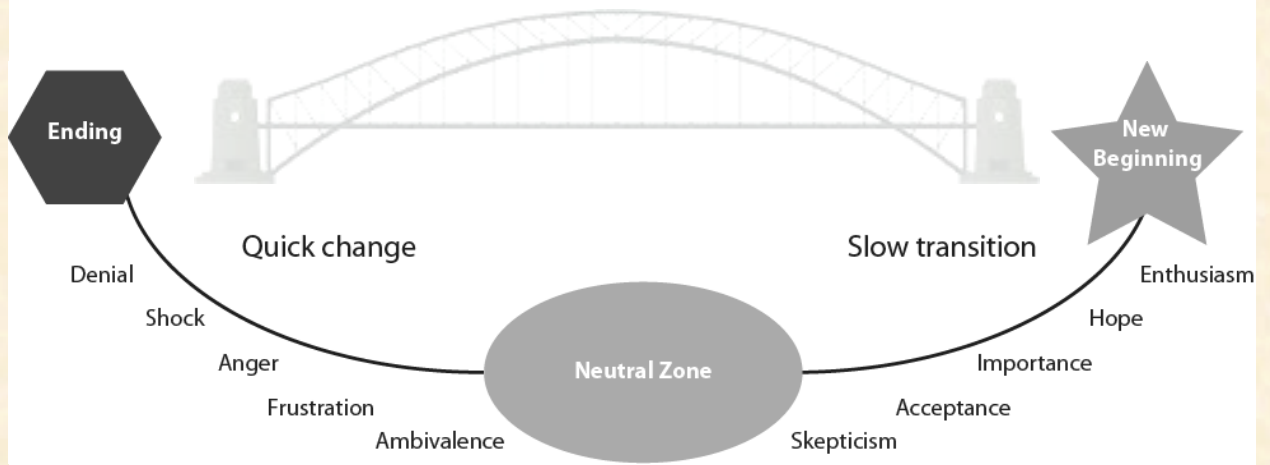 Ending
New
Beginning
Quick change
Slow transition
Denial
Enthusiasm
Shock
Hope
Anger
Neutral Zone
Importance
Frustration
Acceptance
Ambivalence
Skepticism